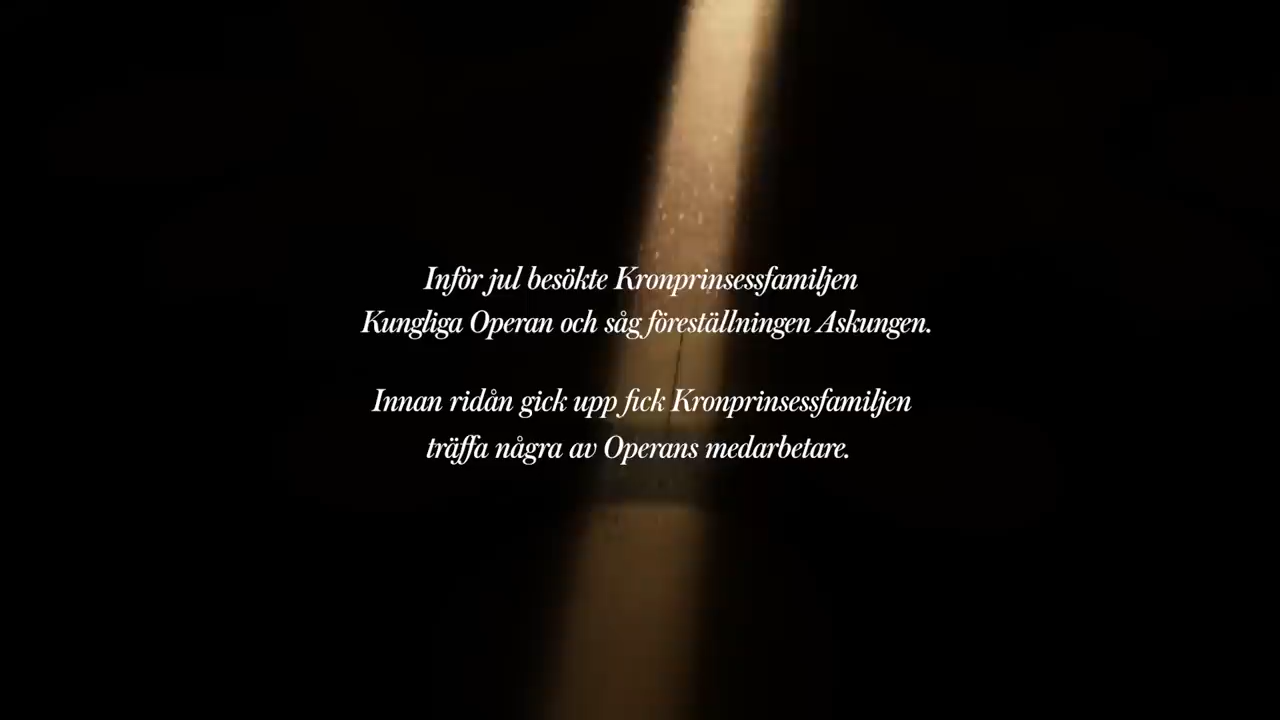 Inför jul besökte Kronprinsessfamiljen
Kungliga Operan och såg föreställningen Askungen.
Innan ridån gick upp fick Kronprinsessfamiljen
träffa några av Operans medarbetare.